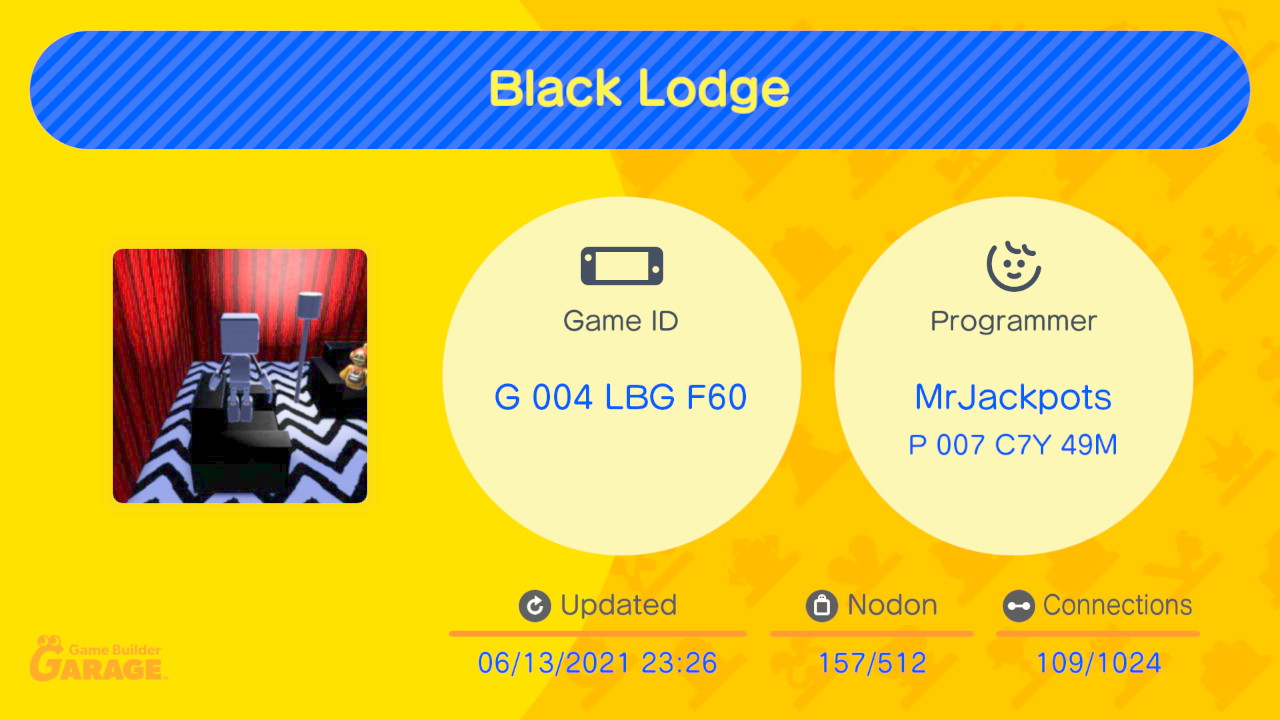 Black Lodge
Game ID
G 004 LBG F60
Programmer
MrJackpots
P 007 C7Y 49M
Updated
06/13/2021 23:26
Nodon
157/512
Connections
109/1024
Game Builder
GARAGE